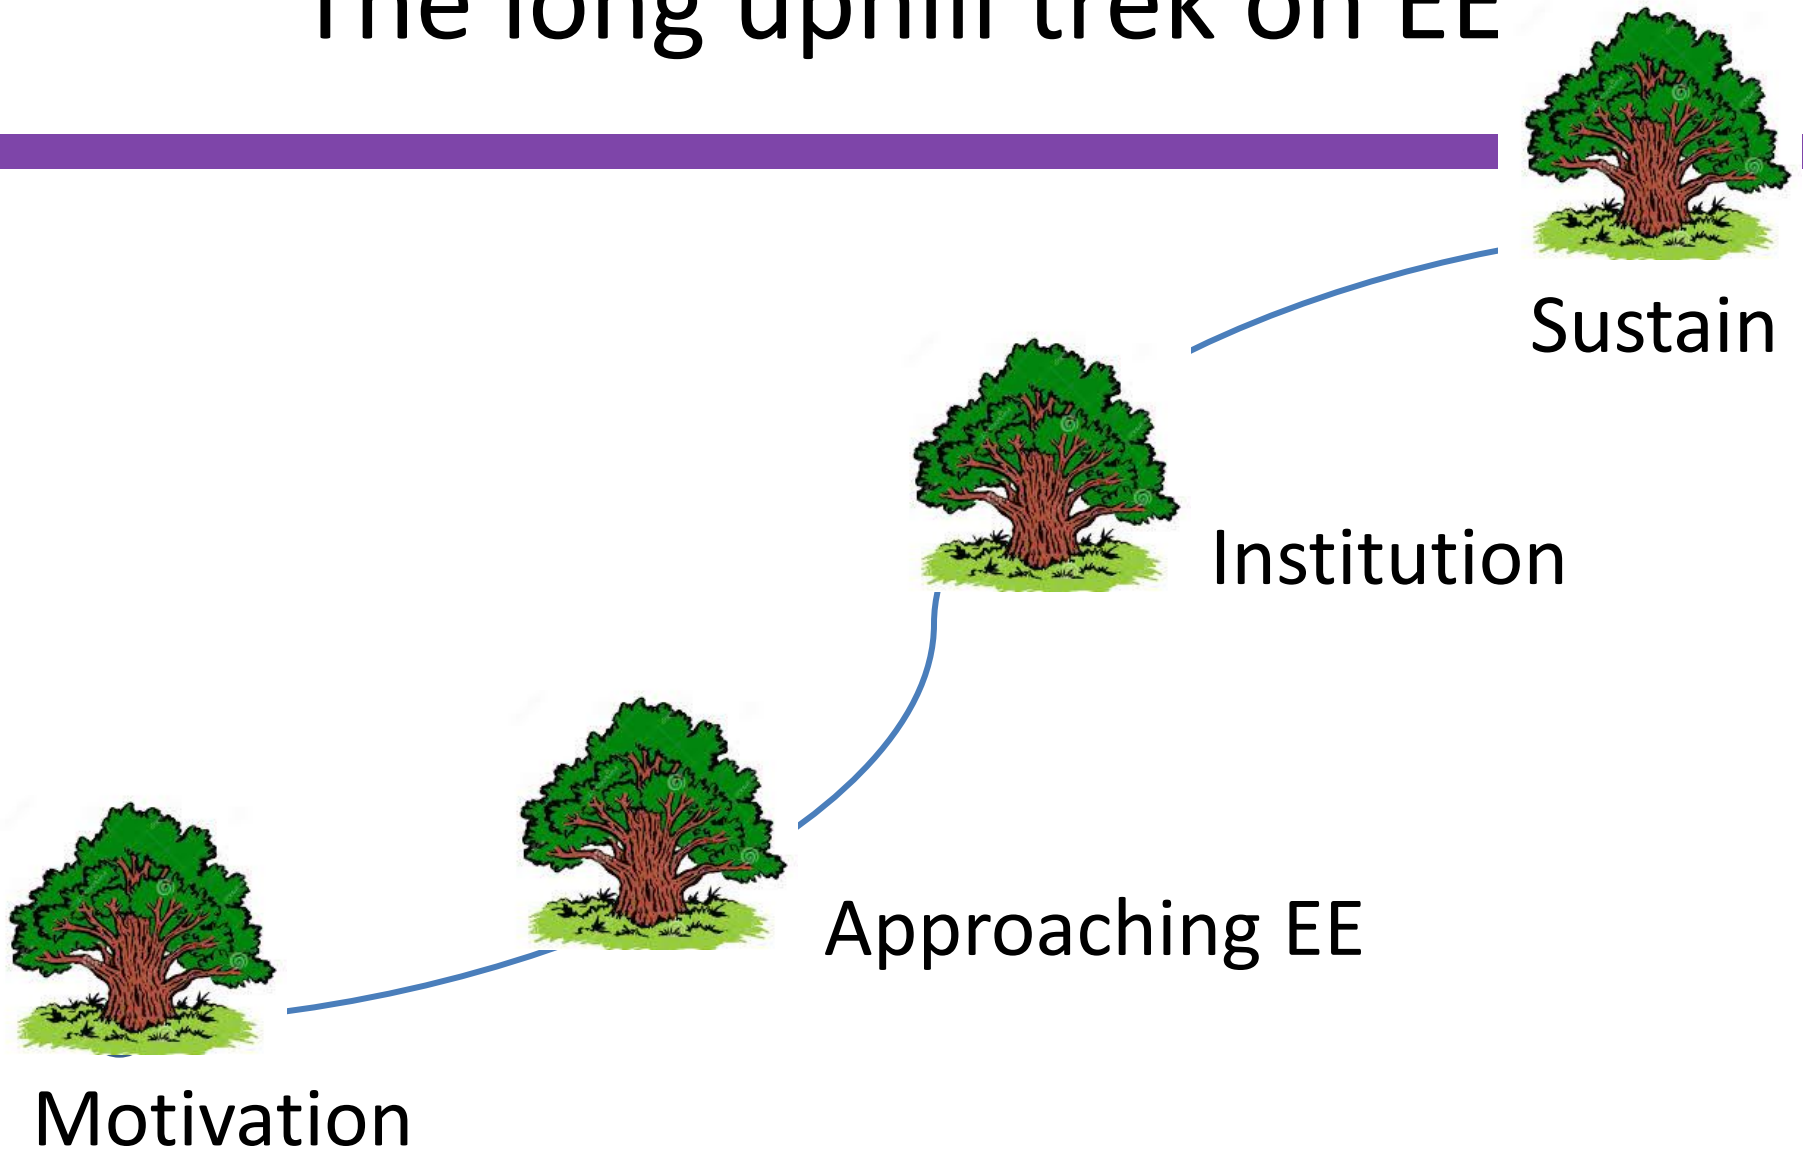 The long uphill trek on EE
Sustain
Institution
Approaching EE
Motivation